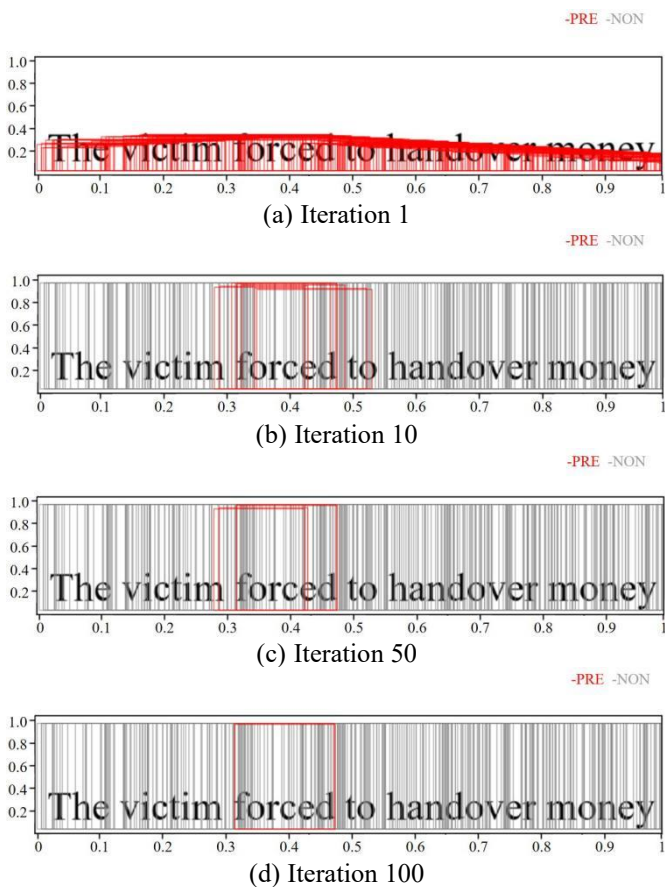 -PRE -NON
1.0
0.8
0.6
0.4
0.2
The victim forced to handover money
0 0.1 0.2 0.3 0.4 0.5 0.6 0.7 0.8 0.9 1
(a) Iteration 1
-PRE -NON
1.0
0.8
0.6
0.4
0.2
The victim forced to handover money
0 0.1 0.2 0.3 0.4 0.5 0.6 0.7 0.8 0.9 1
(b) Iteration 10
-PRE -NON
1.0
0.8
0.6
0.4
0.2
The victim forced to handover money
0 0.1 0.2 0.3 0.4 0.5 0.6 0.7 0.8 0.9 1
(c) Iteration 50
-PRE -NON
1.0
0.8
0.6
0.4
0.2
The victim forced to handover money
0 0.1 0.2 0.3 0.4 0.5 0.6 0.7 0.8 0.9 1
(d) Iteration 100